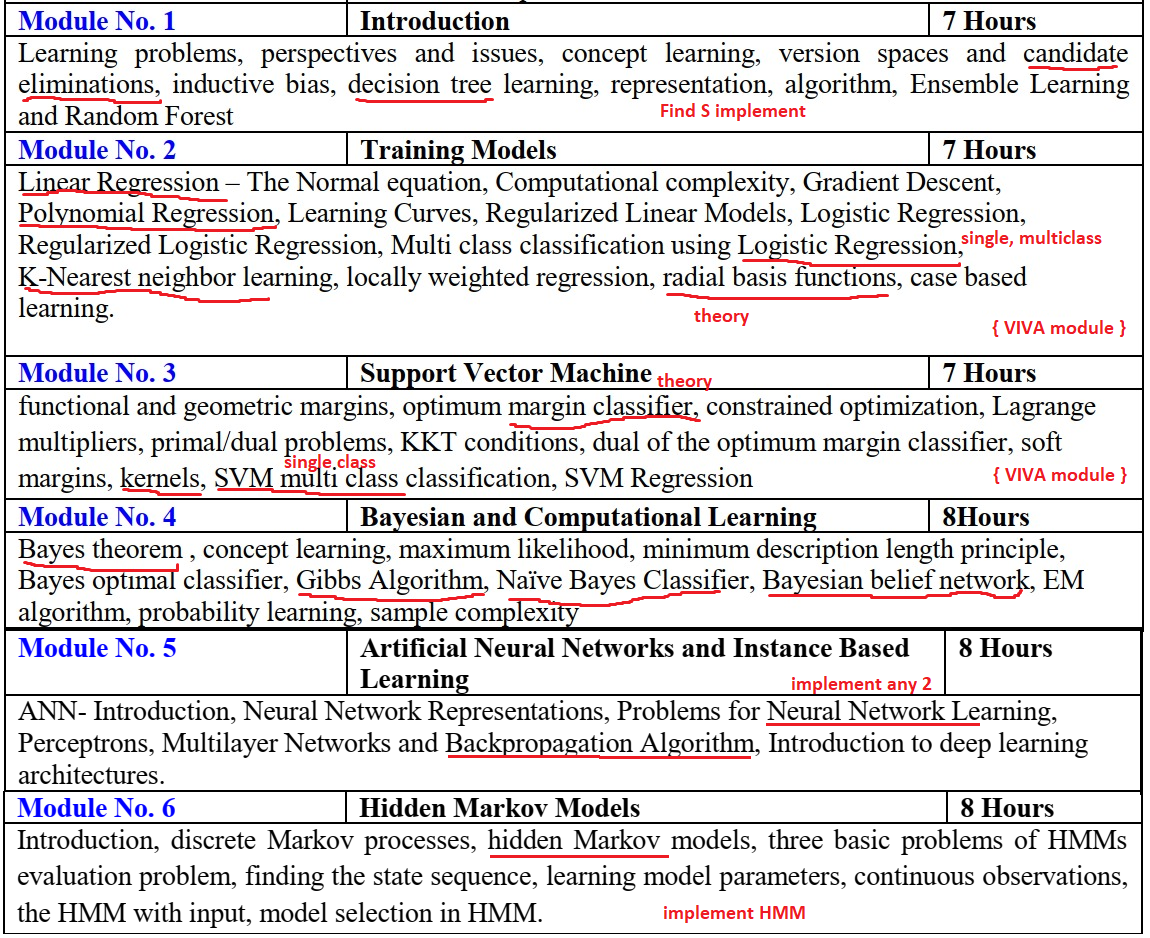 Module No. 1 Introduction 7 Hours
Learning problems, perspectives and issues, concept learning, version spaces and candidate
eliminations, inductive bias, decision tree learning, representation, algorithm, Ensemble Learning
and Random Forest
Find S implement
Module No. 2 Training Models 7 Hours
Linear Regression – The Normal equation, Computational complexity, Gradient Descent,
Polynomial Regression, Learning Curves, Regularized Linear Models, Logistic Regression,
Regularized Logistic Regression, Multi class classification using Logistic Regression, single, multiclass
K-Nearest neighbor learning, locally weighted regression, radial basis functions, case based
learning.
theory
{ VIVA module }
Module No. 3 Support Vector Machine theory 7 Hours
functional and geometric margins, optimum margin classifier, constrained optimization, Lagrange
multipliers, primal/dual problems, KKT conditions, dual of the optimum margin classifier, soft
single class
margins, kernels, SVM multi class classification, SVM Regression { VIVA module }
Module No. 4 Bayesian and Computational Learning 8Hours
Bayes theorem , concept learning, maximum likelihood, minimum description length principle,
Bayes optimal classifier, Gibbs Algorithm, Naïve Bayes Classifier, Bayesian belief network, EM
algorithm, probability learning, sample complexity
Module No. 5 Artificial Neural Networks and Instance Based 8 Hours
Learning
implement any 2
ANN- Introduction, Neural Network Representations, Problems for Neural Network Learning,
Perceptrons, Multilayer Networks and Backpropagation Algorithm, Introduction to deep learning
architectures.
Module No. 6 Hidden Markov Models 8 Hours
Introduction, discrete Markov processes, hidden Markov models, three basic problems of HMMs
evaluation problem, finding the state sequence, learning model parameters, continuous observations,
the HMM with input, model selection in HMM.
implement HMM